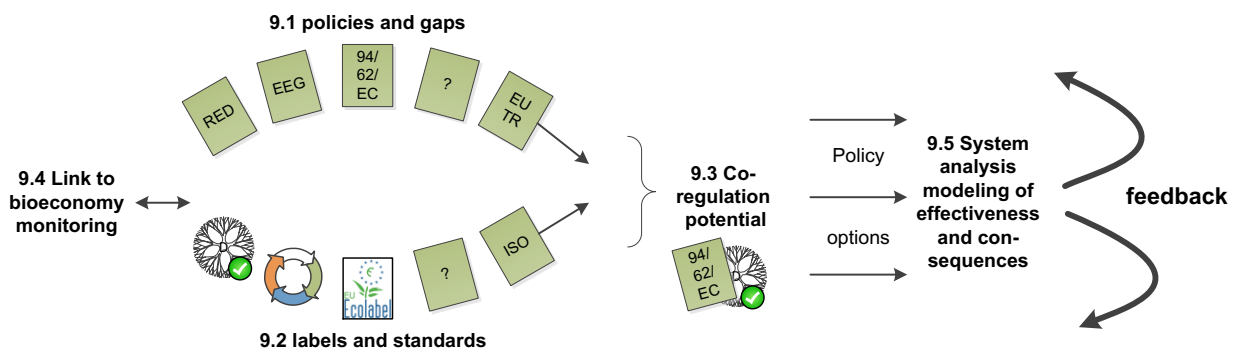 9.1 policies and gaps
RED
EEG
94/
62/
EC
?
EU
TR
9.4 Link to
bioeconomy
monitoring
ISO
?
EU
Ecolabel
9.2 labels and standards
9.3 Co-
regulation
potential
94/
62/
EC
Policy
options
9.5 System
analysis
modeling of
effectiveness
and con-
sequences
feedback